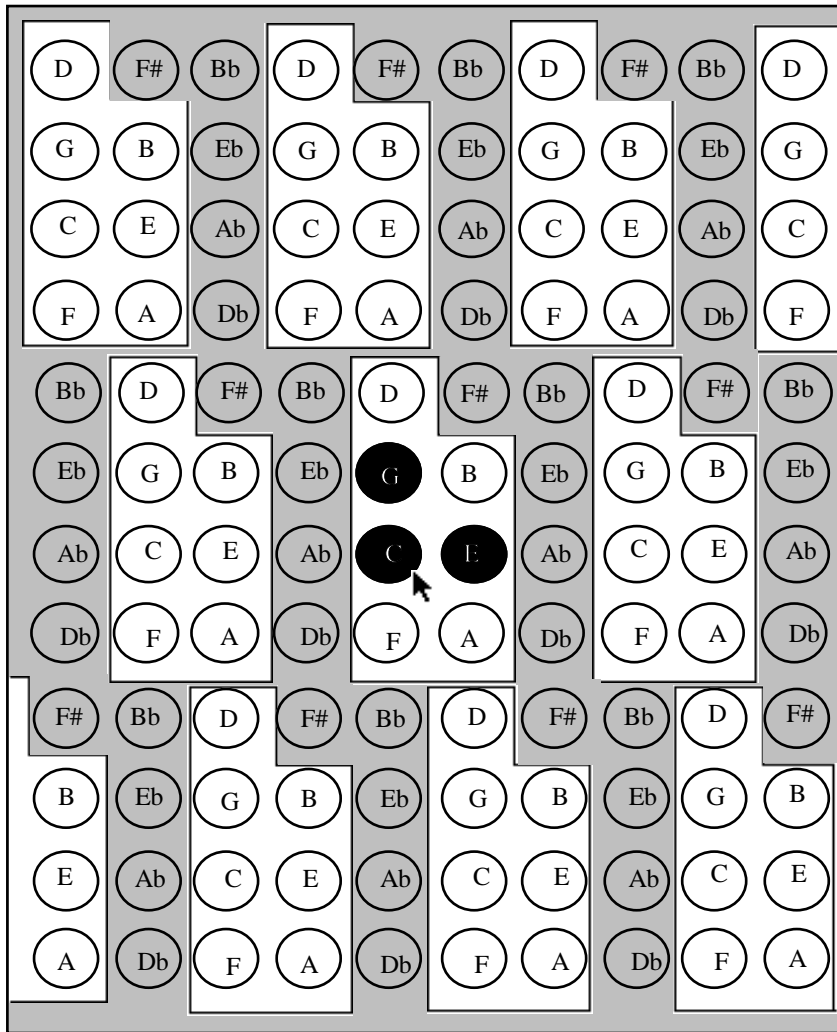 D F# Bb D F# Bb D F# Bb D
G B Eb G B Eb G B Eb G
C E Ab C E Ab C E Ab C
F A Db F A Db F A Db F
Bb D F# Bb D F# Bb D F# Bb
Eb G B Eb G B Eb G B Eb
Ab C E Ab C E Ab C E Ab
Db F A Db F A Db F A Db
F# Bb D F# Bb D F# Bb D F#
B Eb G B Eb G B Eb G B
E Ab C E Ab C E Ab C E
A Db F A Db F A Db F A